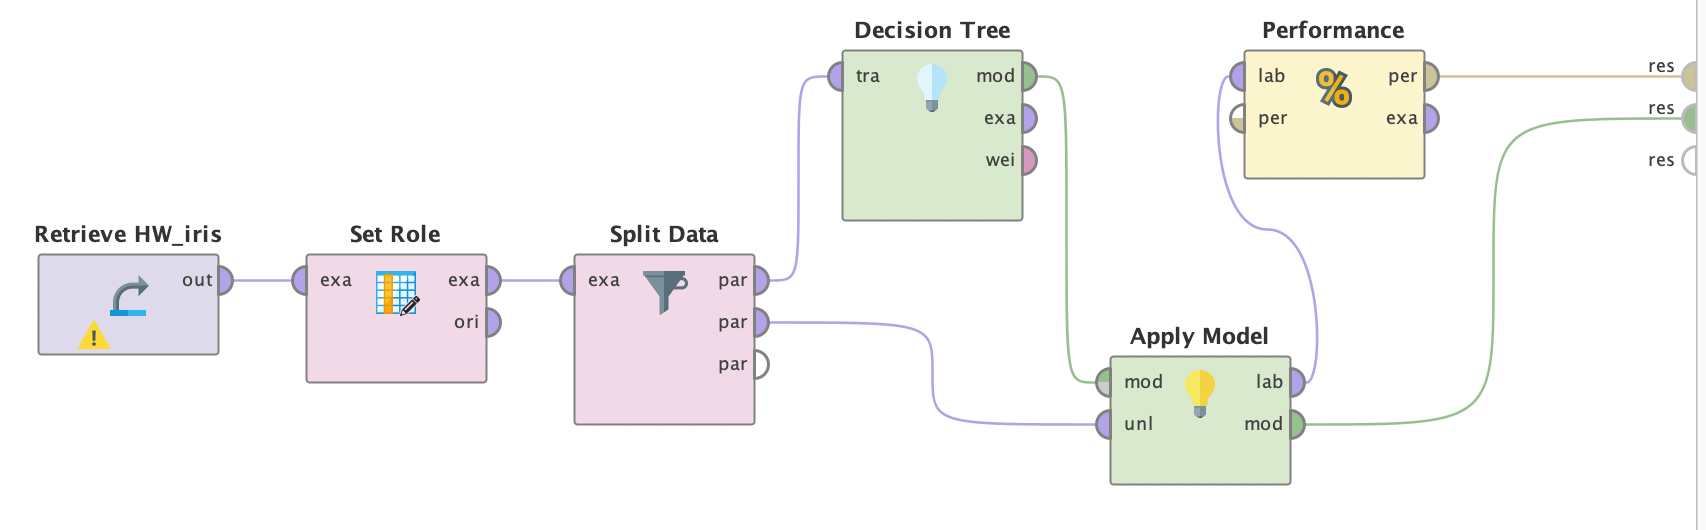 Decision Tree
tra
mod
exa
wei
Performance
lab
per
per
exa
%
res
res
res
Retrieve HW_iris
out
!
Set Role
exa
exa
ori
Split Data
exa
par
par
par
Apply Model
mod
lab
unl
mod